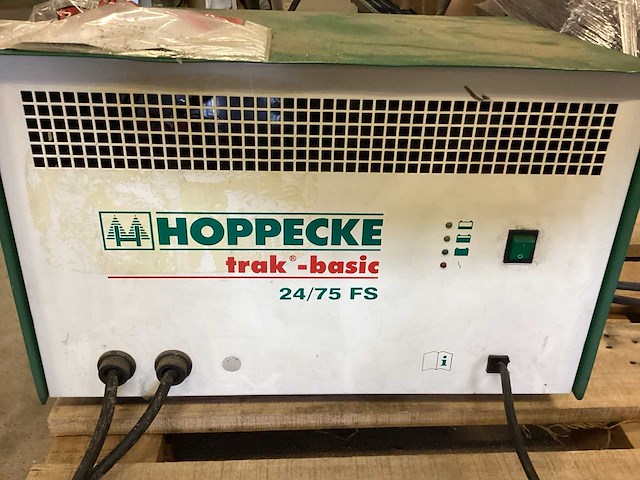 HOPPECKE
trak®-basic
24/75 FS
i